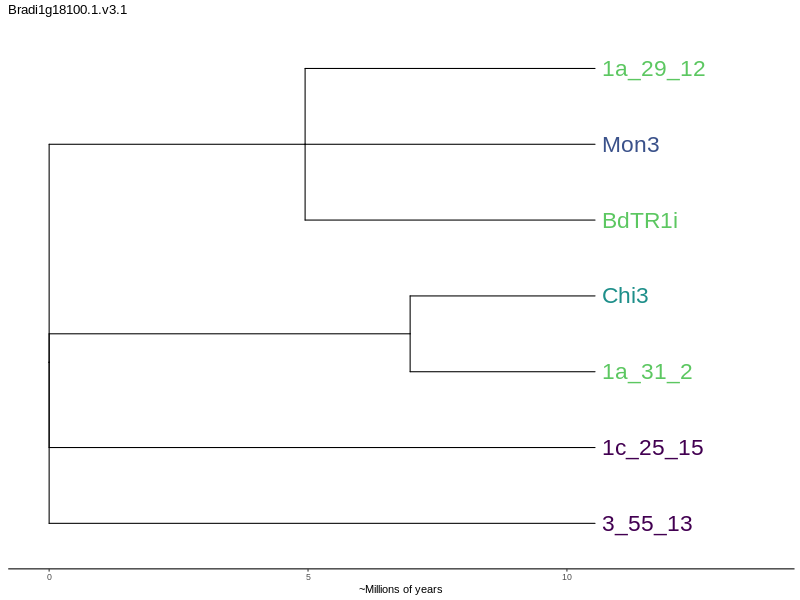 Bradi1g18100.1.v3.1
1a_29_12
Mon3
BdTR1i
Chi3
1a_31_2
1c_25_15
3_55_13
0 5 10
~Millions of years